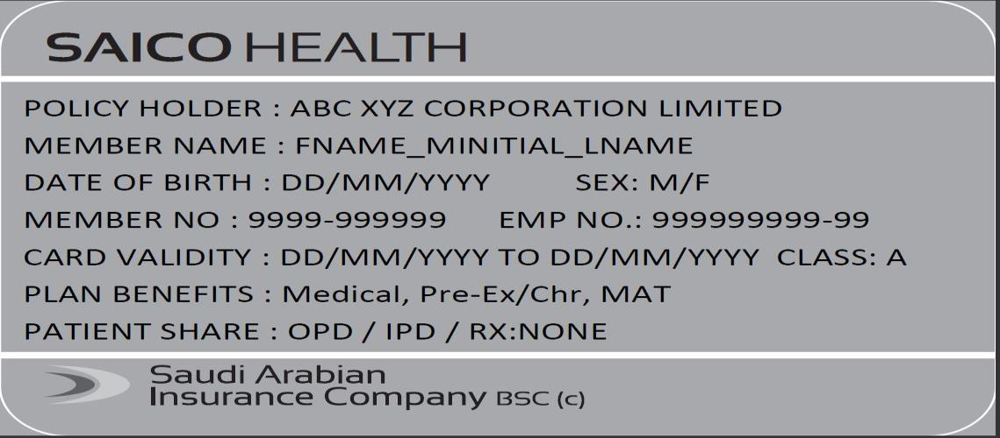 SAICO HEALTH
POLICY HOLDER : ABC XYZ CORPORATION LIMITED
MEMBER NAME : FNAME_MINITIAL_LNAME
DATE OF BIRTH : DD/MM/YYYY SEX: M/F
MEMBER NO : 9999-999999 EMP NO.: 999999999-99
CARD VALIDITY : DD/MM/YYYY TO DD/MM/YYYY CLASS: A
PLAN BENEFITS : Medical, Pre-Ex/Chr, MAT
PATIENT SHARE : OPD / IPD / RX:NONE
Saudi Arabian
Insurance Company BSC (c)